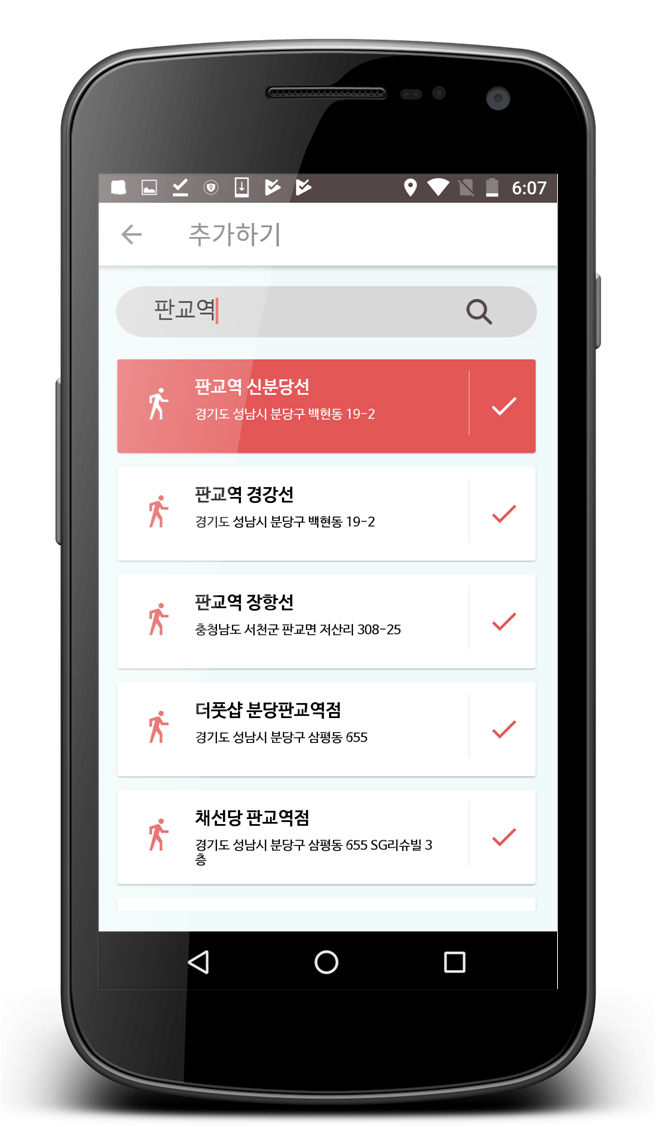 6:07
추가하기
판교역
판교역 신분당선
경기도 성남시 분당구 백현동 19-2
판교역 경강선
경기도 성남시 분당구 백현동 19-2
판교역 장항선
충청남도 서천군 판교면 저산리 308-25
더풋샵 분당판교역점
경기도 성남시 분당구 삼평동 655
채선당 판교역점
경기도 성남시 분당구 삼평동 655 SG리슈빌 3
층